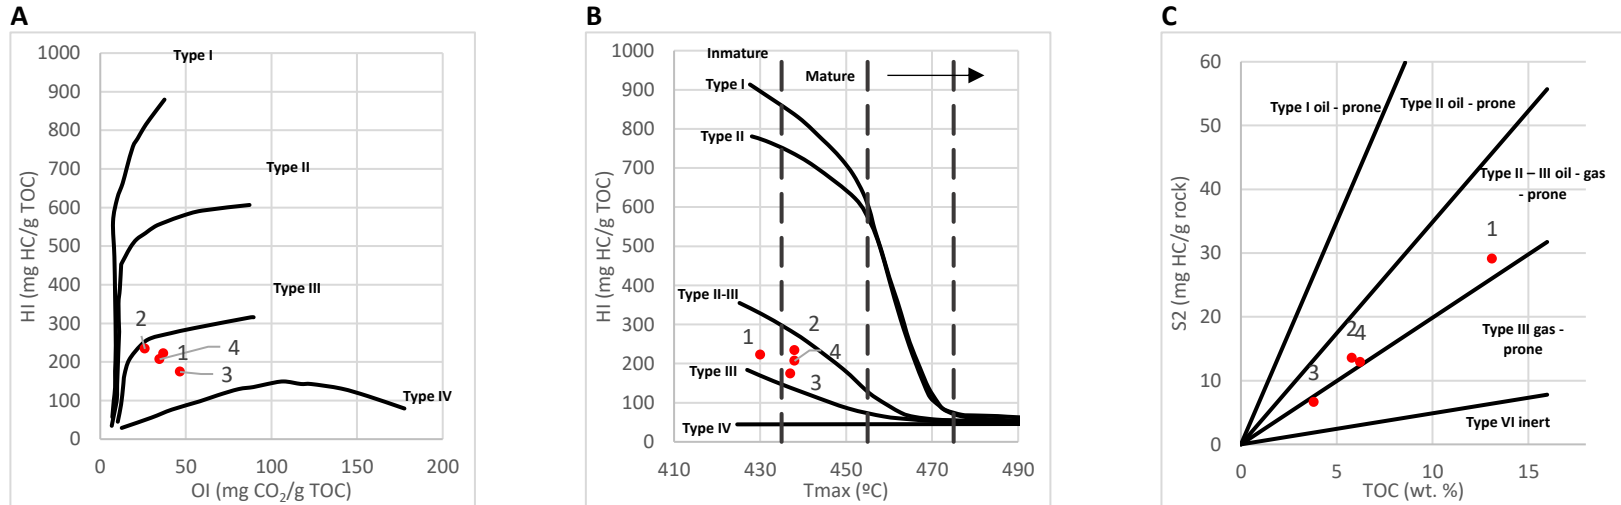 A
1000
900
800
700
600
500
400
300
200
100
0
0
50
100
150
200
HI (mg HC/g TOC)
OI (mg CO₂/g TOC)
Type I
Type II
Type III
Type IV
2
1
4
3
B
1000
900
800
700
600
500
400
300
200
100
0
410
430
450
470
490
HI (mg HC/g TOC)
Tmax (ºC)
Inmature
Mature
Type I
Type II
Type II-III
Type III
Type IV
1
2
4
3
C
60
50
40
30
20
10
0
0
5
10
15
S2 (mg HC/g rock)
TOC (wt. %)
Type I oil - prone
Type II oil - prone
Type II – III oil - gas
- prone
Type III gas -
prone
Type VI inert
1
2
4
3